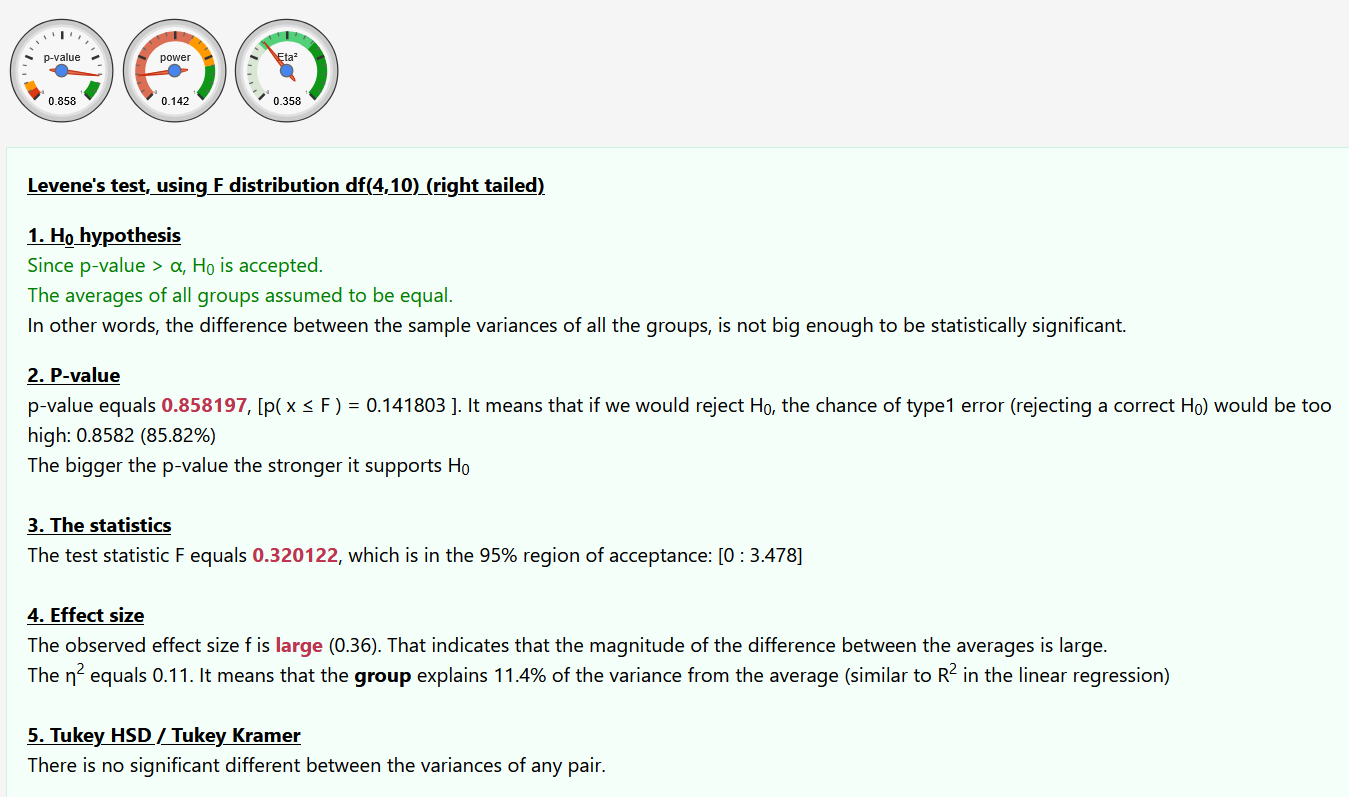 p-value
0.858
power
0.142
Eta²
0.358
Levene's test, using F distribution df(4,10) (right tailed)
1. H₀ hypothesis
Since p-value > α, H₀ is accepted.
The averages of all groups assumed to be equal.
In other words, the difference between the sample variances of all the groups, is not big enough to be statistically significant.
2. P-value
p-value equals 0.858197, [p( x ≤ F ) = 0.141803 ]. It means that if we would reject H₀, the chance of type1 error (rejecting a correct H₀) would be too
high: 0.8582 (85.82%)
The bigger the p-value the stronger it supports H₀
3. The statistics
The test statistic F equals 0.320122, which is in the 95% region of acceptance: [0 : 3.478]
4. Effect size
The observed effect size f is large (0.36). That indicates that the magnitude of the difference between the averages is large.
The η² equals 0.11. It means that the group explains 11.4% of the variance from the average (similar to R² in the linear regression)
5. Tukey HSD / Tukey Kramer
There is no significant different between the variances of any pair.